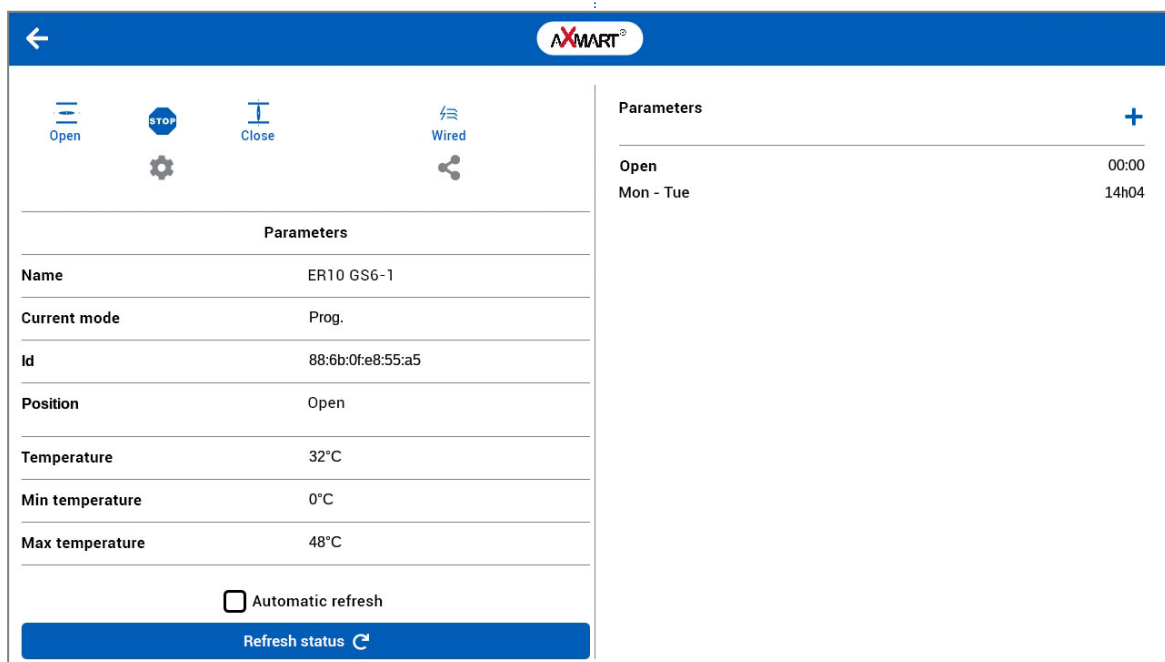 AXMART®
Open
STOP
Close
Wired
Parameters
Name ER10 GS6-1
Current mode Prog.
Id 88:6b:0f:e8:55:a5
Position Open
Temperature 32°C
Min temperature 0°C
Max temperature 48°C
Automatic refresh
Refresh status
Parameters
Open 00:00
Mon - Tue 14h04